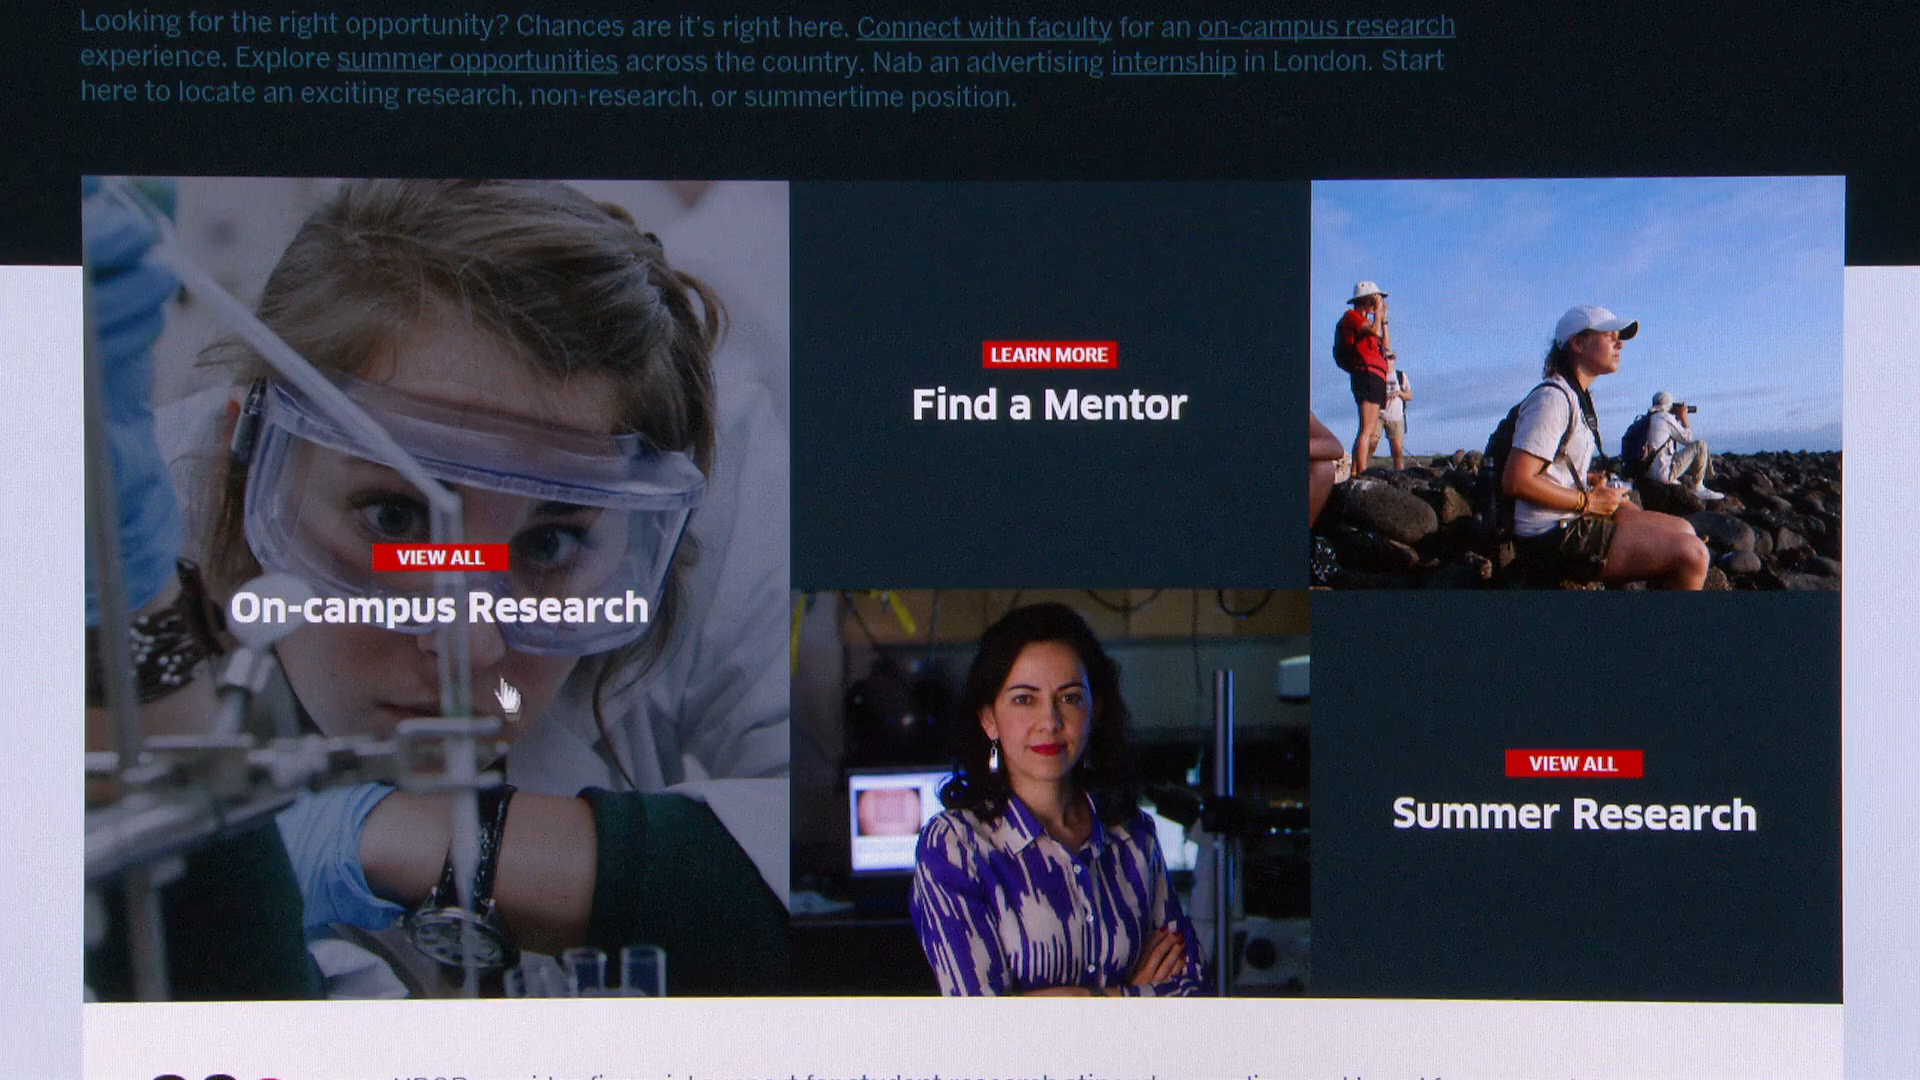 Looking for the right opportunity? Chances are it's right here. Connect with faculty for an on-campus research
experience. Explore summer opportunities across the country. Nab an advertising internship in London. Start
here to locate an exciting research, non-research, or summertime position.
LEARN MORE
Find a Mentor
VIEW ALL
On-campus Research
VIEW ALL
Summer Research